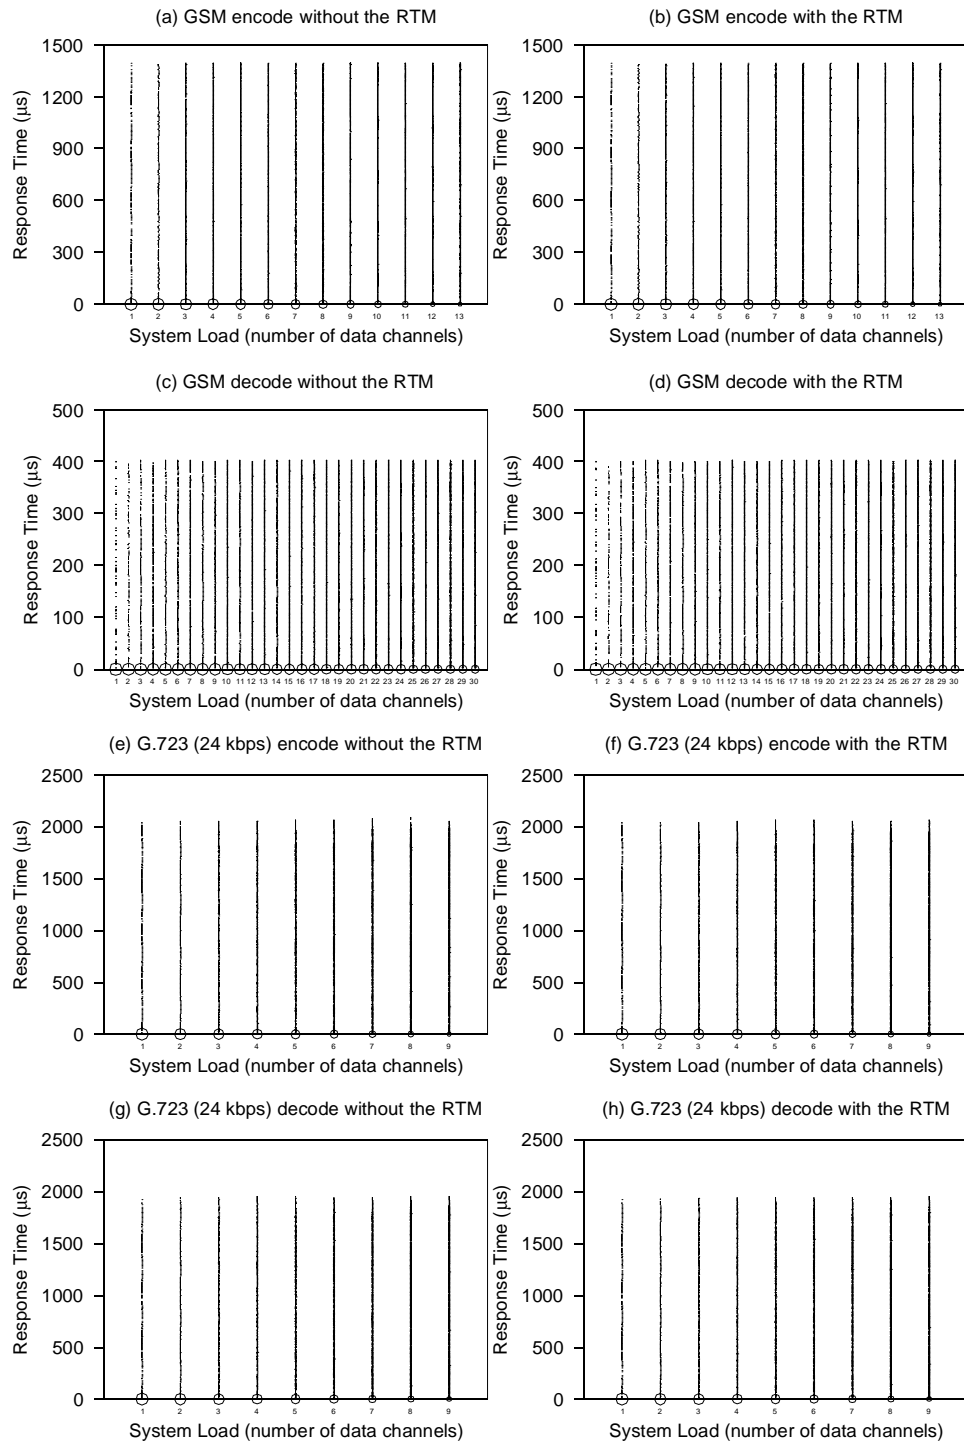 (a) GSM encode without the RTM
Response Time (μs)
1500
1200
900
600
300
0
1 2 3 4 5 6 7 8 9 10 11 12 13
System Load (number of data channels)
(b) GSM encode with the RTM
Response Time (μs)
1500
1200
900
600
300
0
1 2 3 4 5 6 7 8 9 10 11 12 13
System Load (number of data channels)
(c) GSM decode without the RTM
Response Time (μs)
500
400
300
200
100
0
1 2 3 4 5 6 7 8 9 10 11 12 13 14 15 16 17 18 19 20 21 22 23 24 25 26 27 28 29 30
System Load (number of data channels)
(d) GSM decode with the RTM
Response Time (μs)
500
400
300
200
100
0
1 2 3 4 5 6 7 8 9 10 11 12 13 14 15 16 17 18 19 20 21 22 23 24 25 26 27 28 29 30
System Load (number of data channels)
(e) G.723 (24 kbps) encode without the RTM
Response Time (μs)
2500
2000
1500
1000
500
0
1 2 3 4 5 6 7 8 9
System Load (number of data channels)
(f) G.723 (24 kbps) encode with the RTM
Response Time (μs)
2500
2000
1500
1000
500
0
1 2 3 4 5 6 7 8 9
System Load (number of data channels)
(g) G.723 (24 kbps) decode without the RTM
Response Time (μs)
2500
2000
1500
1000
500
0
1 2 3 4 5 6 7 8 9
System Load (number of data channels)
(h) G.723 (24 kbps) decode with the RTM
Response Time (μs)
2500
2000
1500
1000
500
0
1 2 3 4 5 6 7 8 9
System Load (number of data channels)